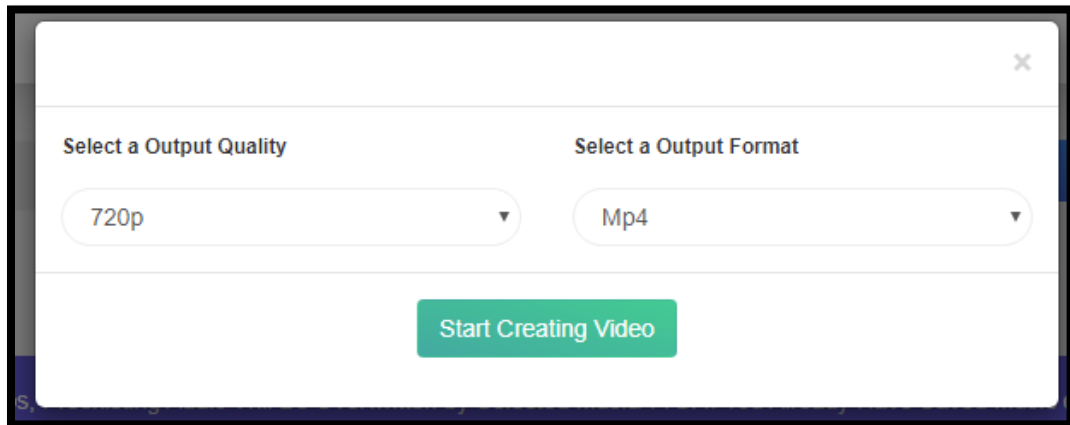 ×
Select a Output Quality
Select a Output Format
720p
Mp4
Start Creating Video